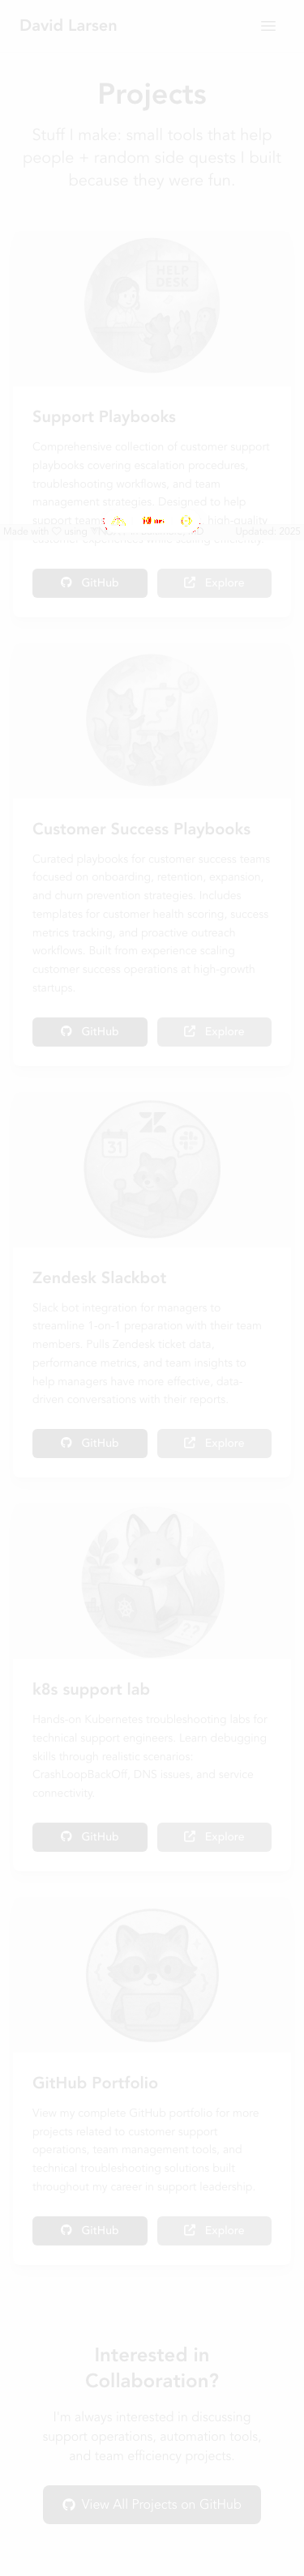 David Larsen
Projects
Stuff I make: small tools that help
people + random side quests I built
because they were fun.
HELP
DESK
Support Playbooks
Comprehensive collection of customer support
playbooks covering escalation procedures,
troubleshooting workflows, and team
management strategies. Designed to help
support teams high-quality
Made with using Updated: 2025
GitHub
Explore
Customer Success Playbooks
Curated playbooks for customer success teams
focused on onboarding, retention, expansion,
and churn prevention strategies. Includes
templates for customer health scoring, success
metrics tracking, and proactive outreach
workflows. Built from experience scaling
customer success operations at high-growth
startups.
GitHub
Explore
31
Zendesk Slackbot
Slack bot integration for managers to
streamline 1-on-1 preparation with their team
members. Pulls Zendesk ticket data,
performance metrics, and team insights to
help managers have more effective, data-
driven conversations with their reports.
GitHub
Explore
k8s support lab
Hands-on Kubernetes troubleshooting labs for
technical support engineers. Learn debugging
skills through realistic scenarios:
CrashLoopBackOff, DNS issues, and service
connectivity.
GitHub
Explore
GitHub Portfolio
View my complete GitHub portfolio for more
projects related to customer support
operations, team management tools, and
technical troubleshooting solutions built
throughout my career in support leadership.
GitHub
Explore
Interested in
Collaboration?
I'm always interested in discussing
support operations, automation tools,
and team efficiency projects.
View All Projects on GitHub